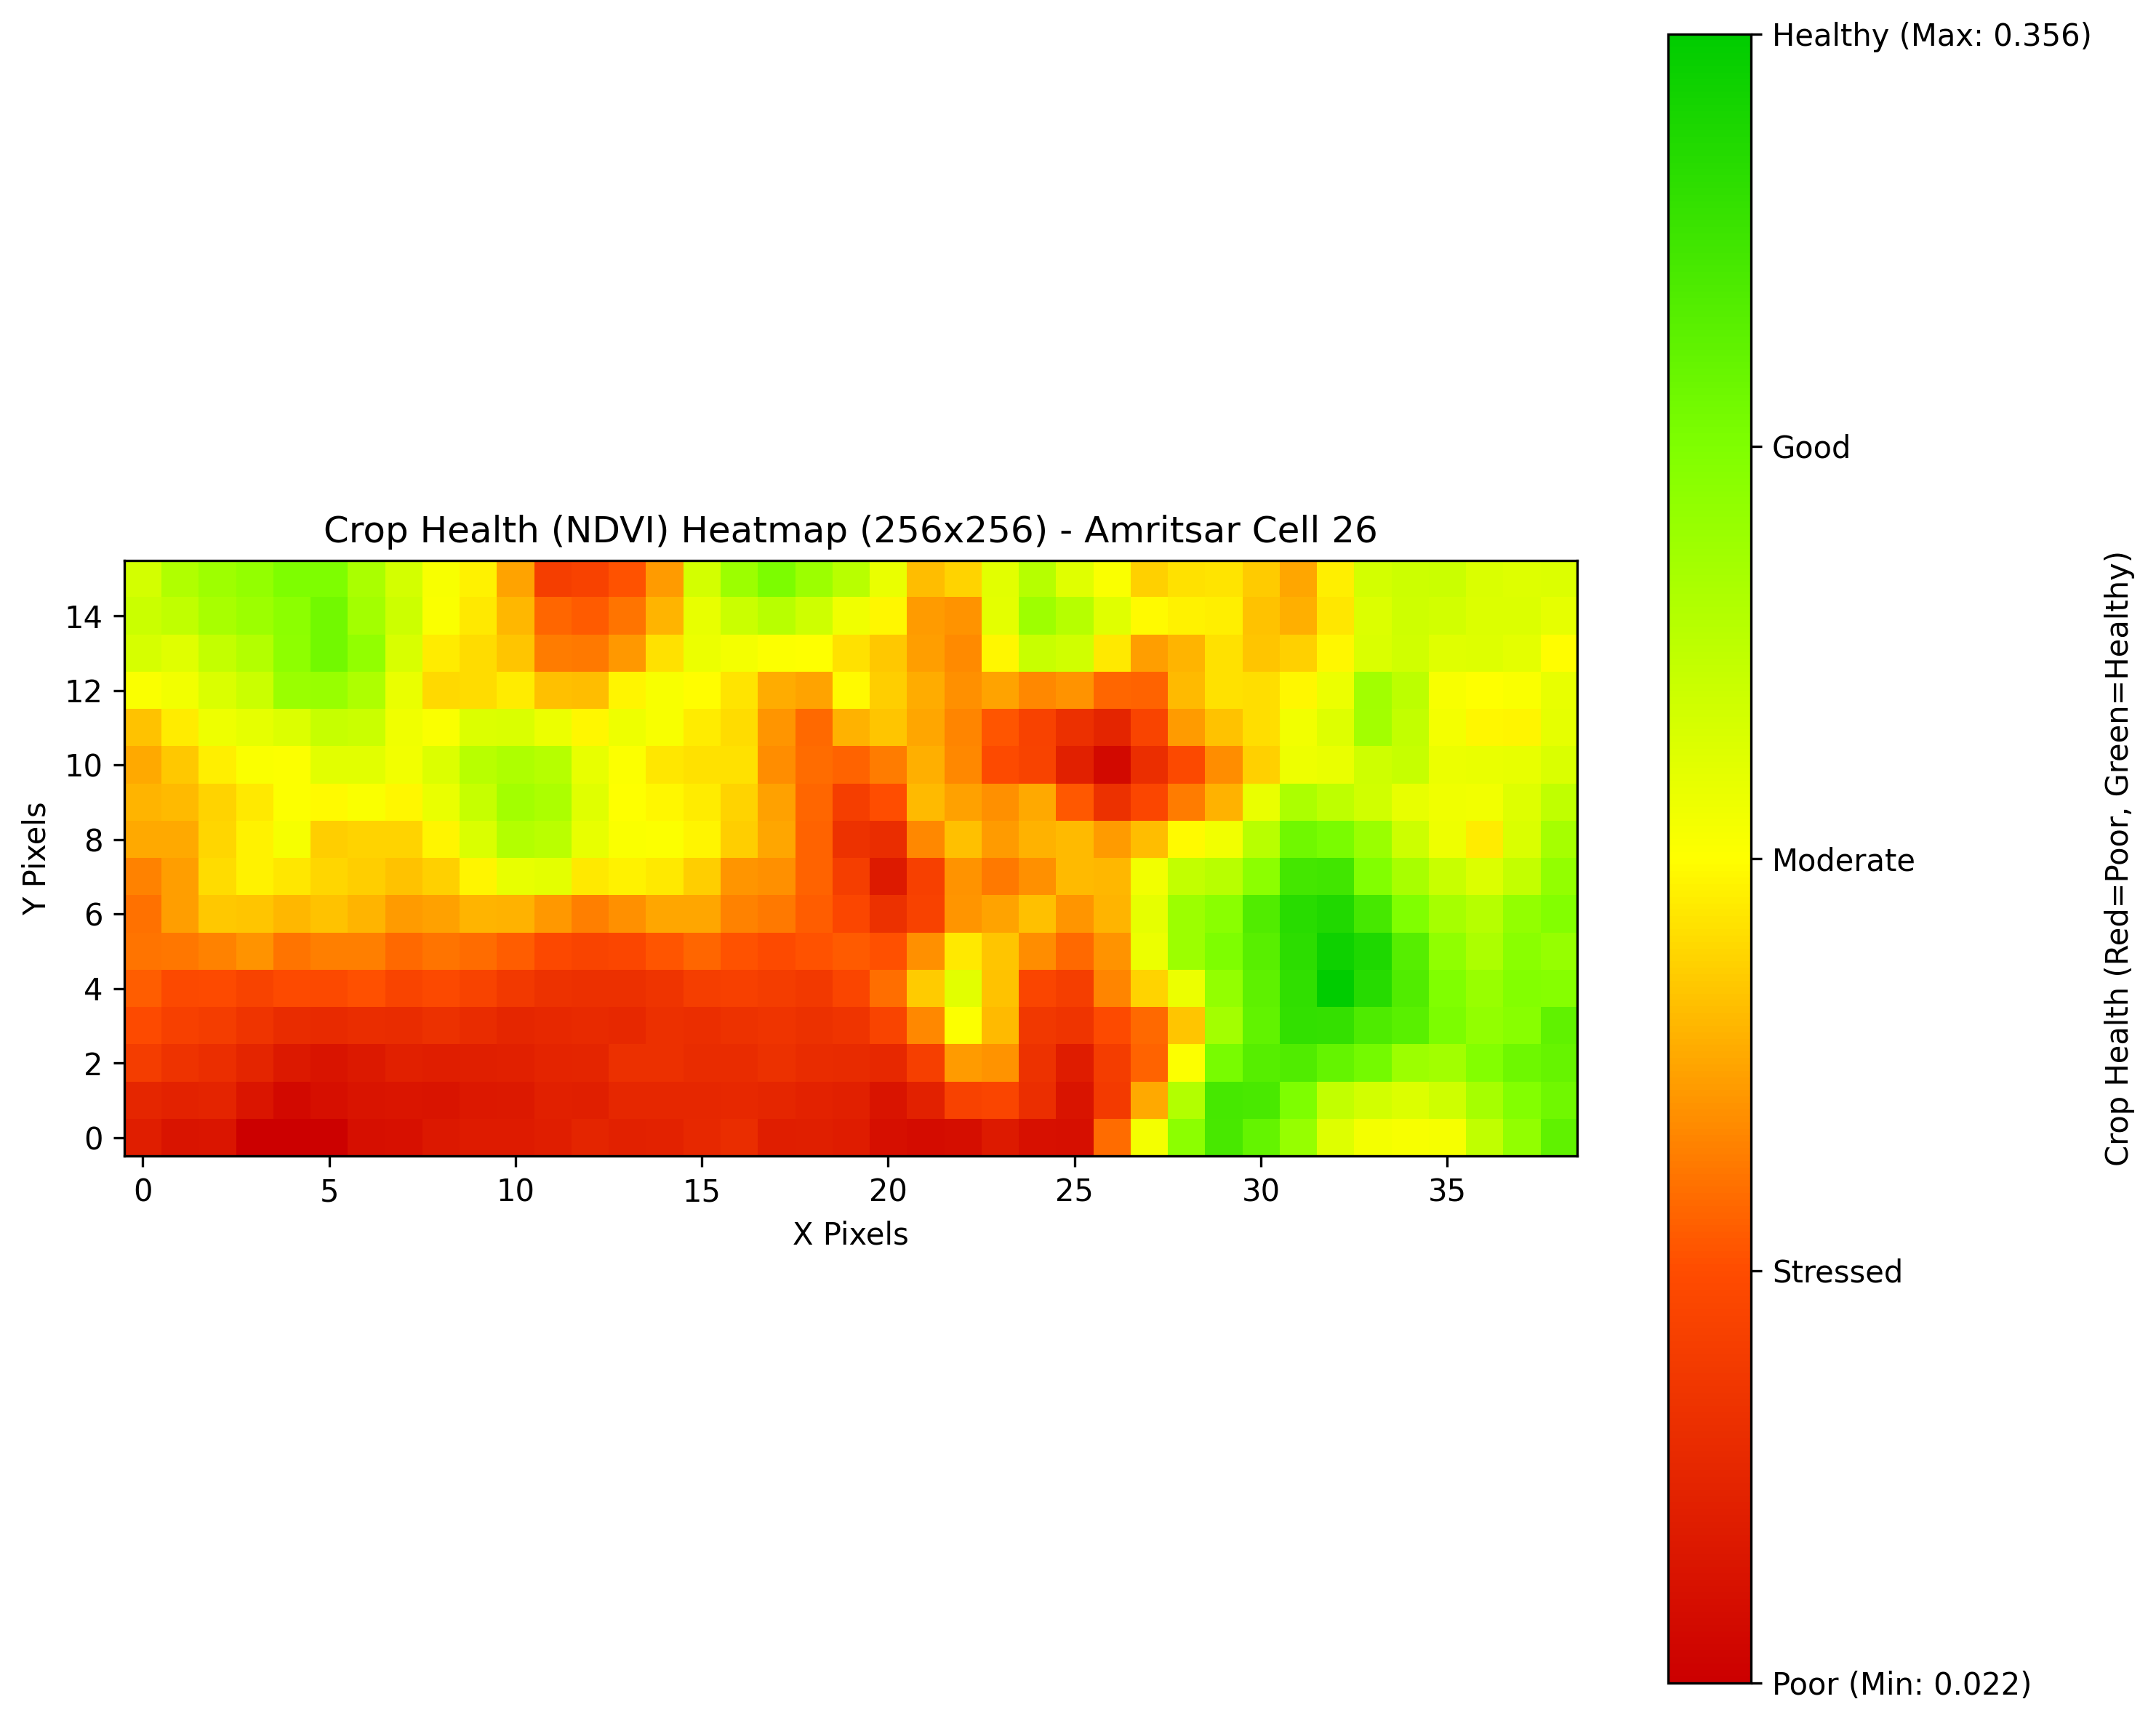 Crop Health (NDVI) Heatmap (256x256) - Amritsar Cell 26
Y Pixels
14
12
10
8
6
4
2
0
0 5 10 15 20 25 30 35
X Pixels
Healthy (Max: 0.356)
Good
Moderate
Stressed
Poor (Min: 0.022)
Crop Health (Red=Poor, Green=Healthy)